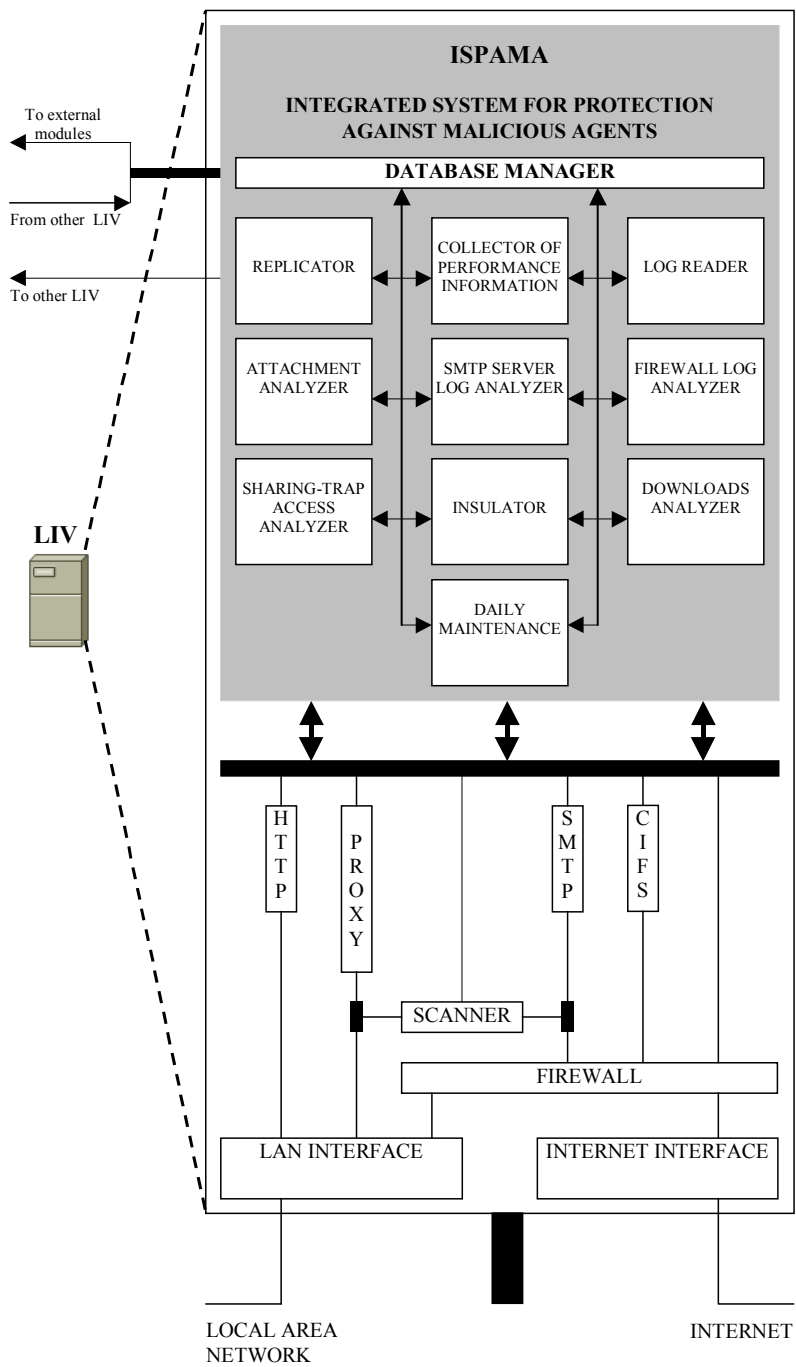 ISPAMA
INTEGRATED SYSTEM FOR PROTECTION
AGAINST MALICIOUS AGENTS
To external
modules
DATABASE MANAGER
From other LIV
To other LIV
REPLICATOR
COLLECTOR OF
PERFORMANCE
INFORMATION
LOG READER
ATTACHMENT
ANALYZER
SMTP SERVER
LOG ANALYZER
FIREWALL LOG
ANALYZER
SHARING-TRAP
ACCESS
ANALYZER
INSULATOR
DOWNLOADS
ANALYZER
LIV
DAILY
MAINTENANCE
HTTP
PROXY
SMTP
CIFS
SCANNER
FIREWALL
LAN INTERFACE
INTERNET INTERFACE
LOCAL AREA
NETWORK
INTERNET